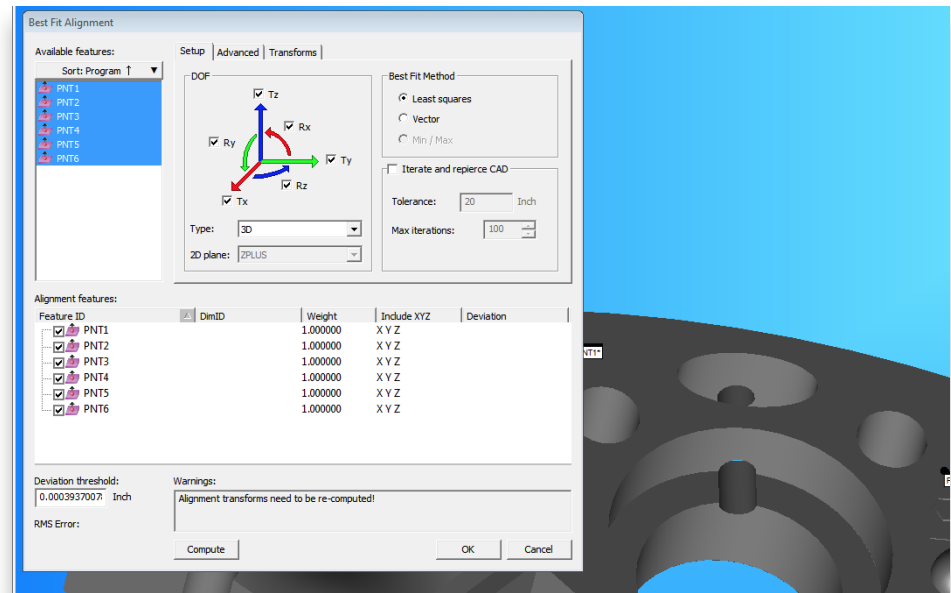 Best Fit Alignment
Available features:
Sort: Program ↑ ▼
PNT1
PNT2
PNT3
PNT4
PNT5
PNT6
Setup Advanced Transforms
DOF
Tz
Rx
Ry
Ty
Rz
Tx
Type: 3D
2D plane: ZPLUS
Best Fit Method
Least squares
Vector
Min / Max
Iterate and repierce CAD
Tolerance: 20 Inch
Max iterations: 100
Alignment features:
Feature ID DimID Weight Include XYZ Deviation
PNT1 1.000000 X Y Z
PNT2 1.000000 X Y Z
PNT3 1.000000 X Y Z
PNT4 1.000000 X Y Z
PNT5 1.000000 X Y Z
PNT6 1.000000 X Y Z
Deviation threshold:
0.000393700 Inch
Warnings:
Alignment transforms need to be re-computed!
RMS Error:
Compute OK Cancel
NT1*